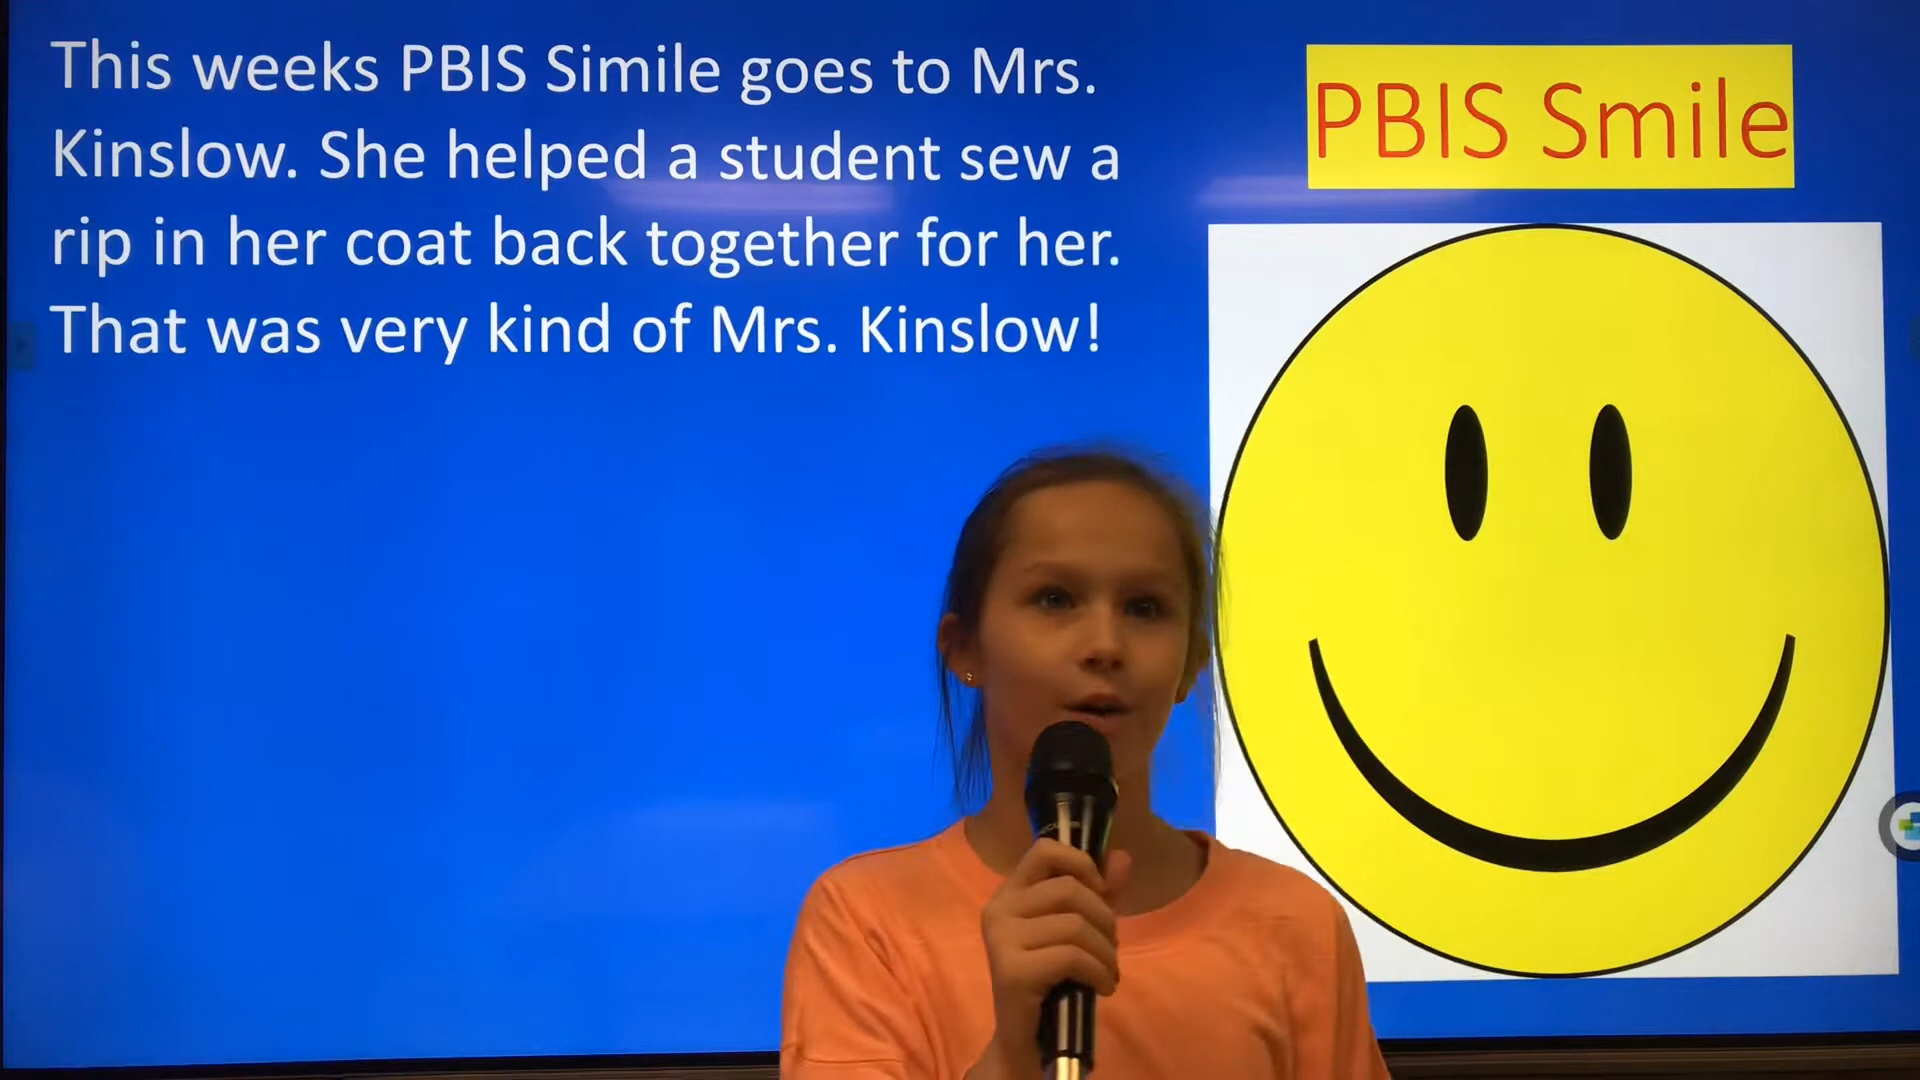 This weeks PBIS Simile goes to Mrs.
Kinslow. She helped a student sew a
rip in her coat back together for her.
That was very kind of Mrs. Kinslow!
PBIS Smile